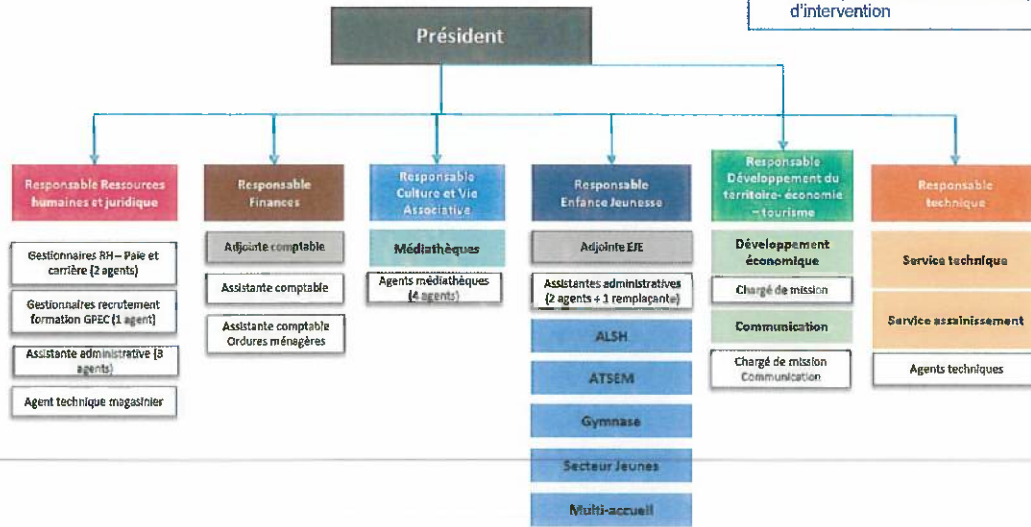 d'intervention
Président
Responsable Ressources
humaines et juridique
Gestionnaires RH – Paie et
carrière (2 agents)
Gestionnaires recrutement
formation GPEC (1 agent)
Assistante administrative (3
agents)
Agent technique magasinier
Responsable
Finances
Adjointe comptable
Assistante comptable
Assistante comptable
Ordures ménagères
Responsable
Culture et Vie
Associative
Médiathèques
Agents médiathèques
(4 agents)
Responsable
Enfance Jeunesse
Adjointe EJE
Assistantes administratives
(2 agents + 1 remplaçante)
ALSH
ATSEM
Gymnase
Secteur Jeunes
Multi-accueil
Responsable
Développement du
territoire- économie
– tourisme
Développement
économique
Chargé de mission
Communication
Chargé de mission
Communication
Responsable
technique
Service technique
Service assainissement
Agents techniques